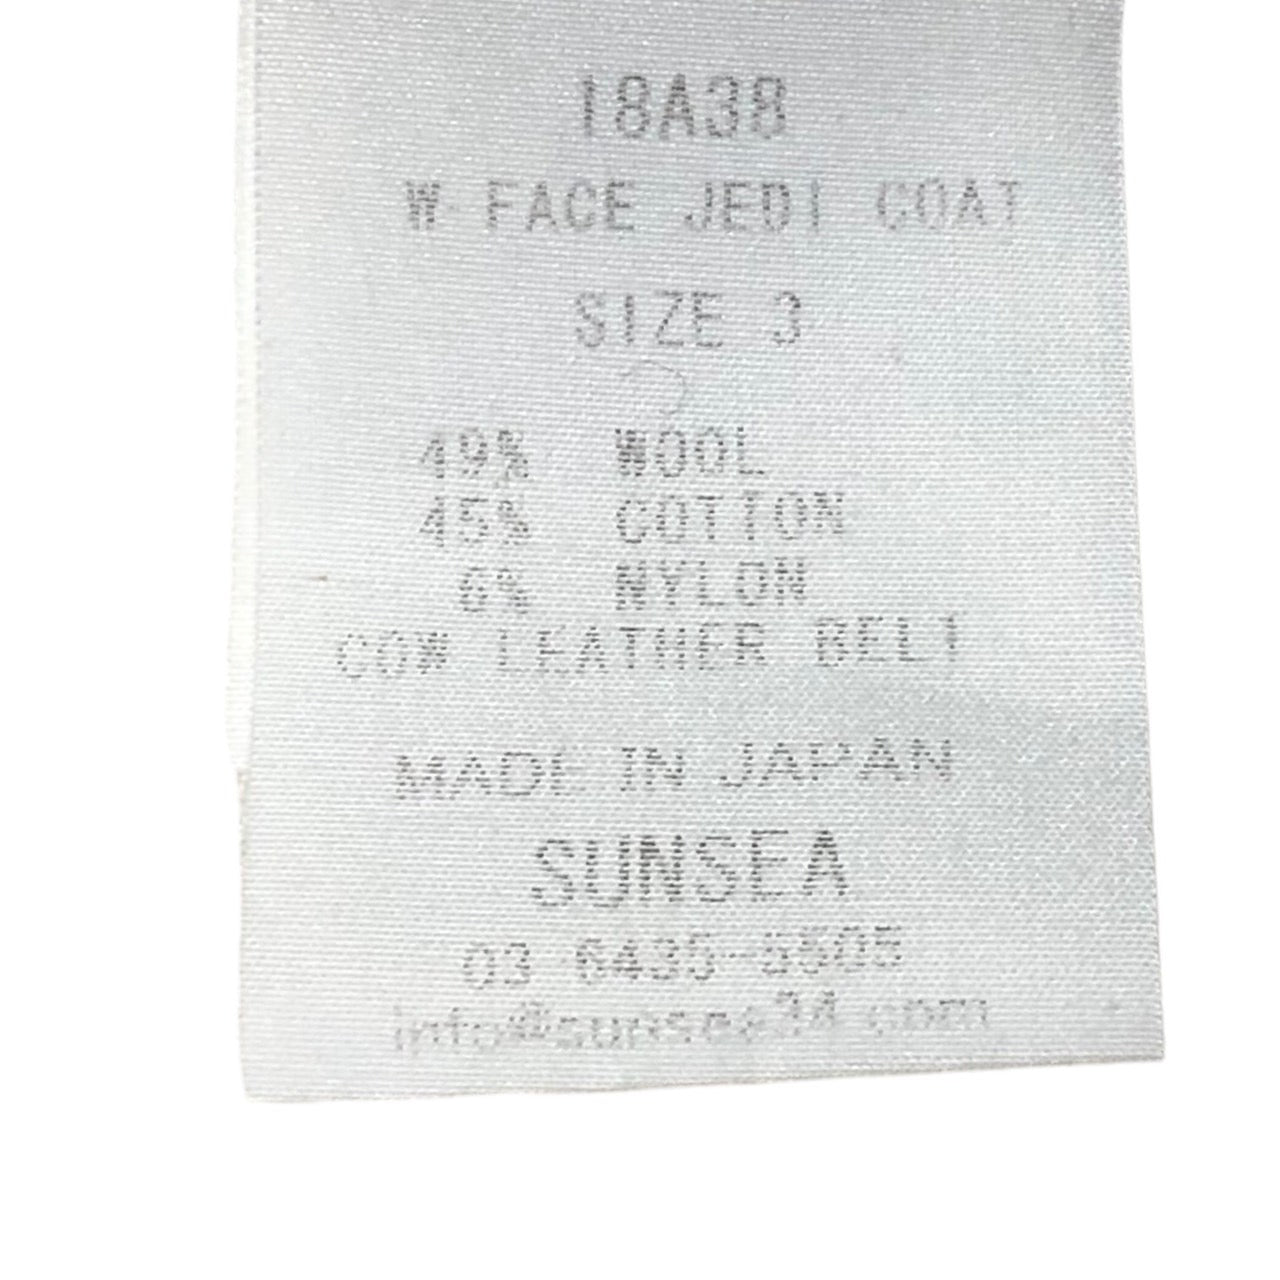 18A38
W-FACE JEDI COAT
SIZE 3
49% WOOL
45% COTTON
6% NYLON
COW LEATHER BELT
MADE IN JAPAN
SUNSEA
03 6435-5505
info@sunsea34.com